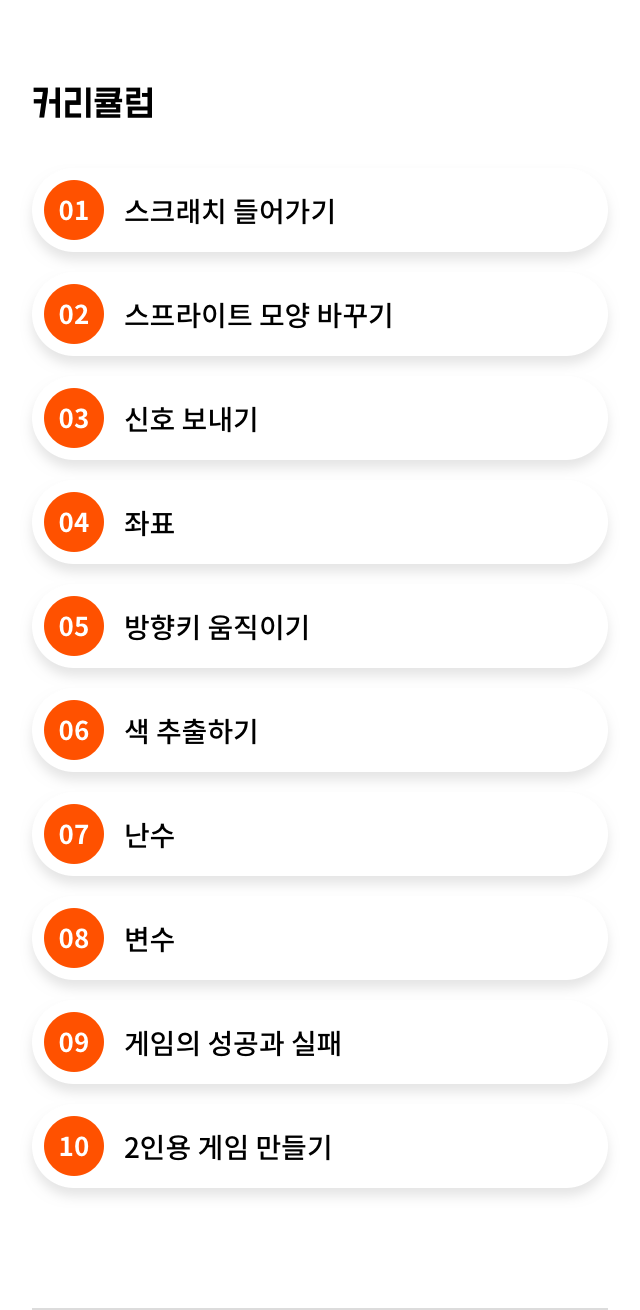 커리큘럼
01 스크래치 들어가기
02 스프라이트 모양 바꾸기
03 신호 보내기
04 좌표
05 방향키 움직이기
06 색 추출하기
07 난수
08 변수
09 게임의 성공과 실패
10 2인용 게임 만들기